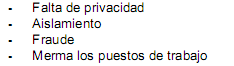 - Falta de privacidad
- Aislamiento
- Fraude
- Merma los puestos de trabajo